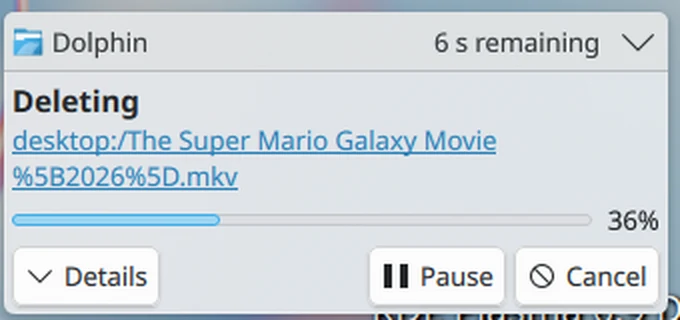 Dolphin
6 s remaining
Deleting
desktop:/The Super Mario Galaxy Movie
%5B2026%5D.mkv
36%
Details
Pause
Cancel